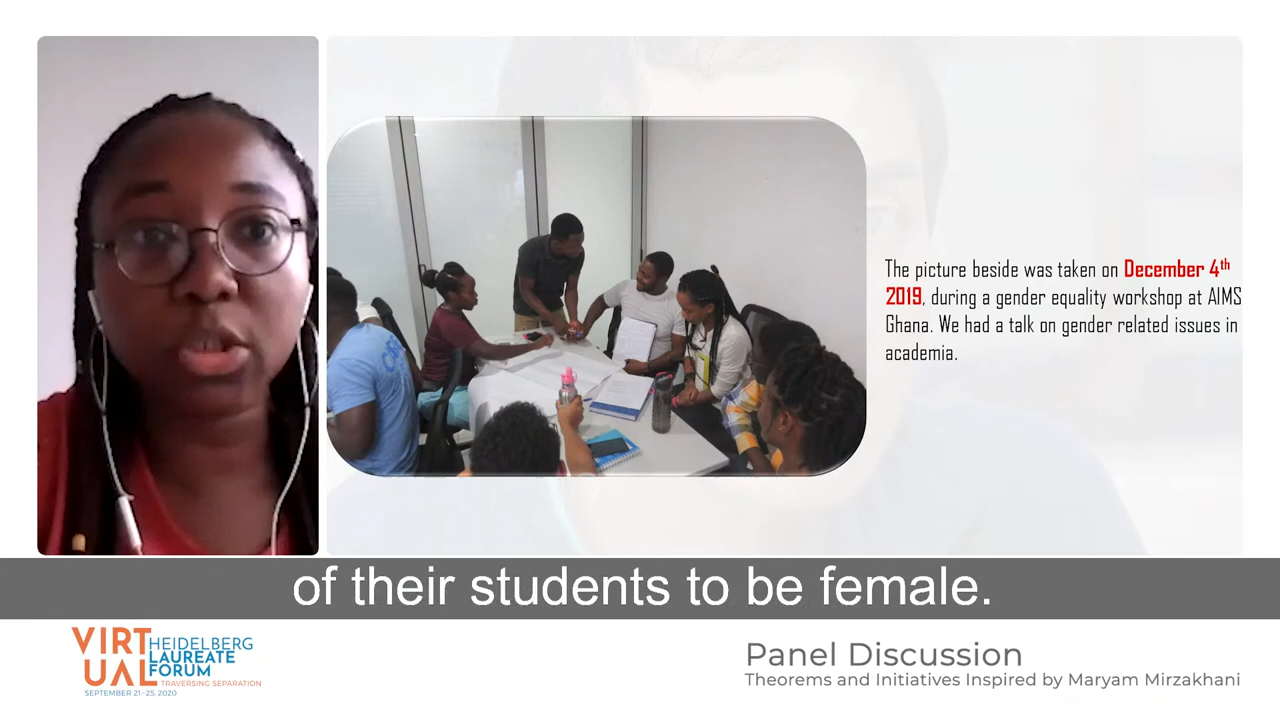 The picture beside was taken on December 4th
2019, during a gender equality workshop at AIMS
Ghana. We had a talk on gender related issues in
academia.
of their students to be female.
VIRTUAL
HEIDELBERG
LAUREATE
FORUM
TRAVERSING SEPARATION
SEPTEMBER 21–25, 2020
Panel Discussion
Theorems and Initiatives Inspired by Maryam Mirzakhani